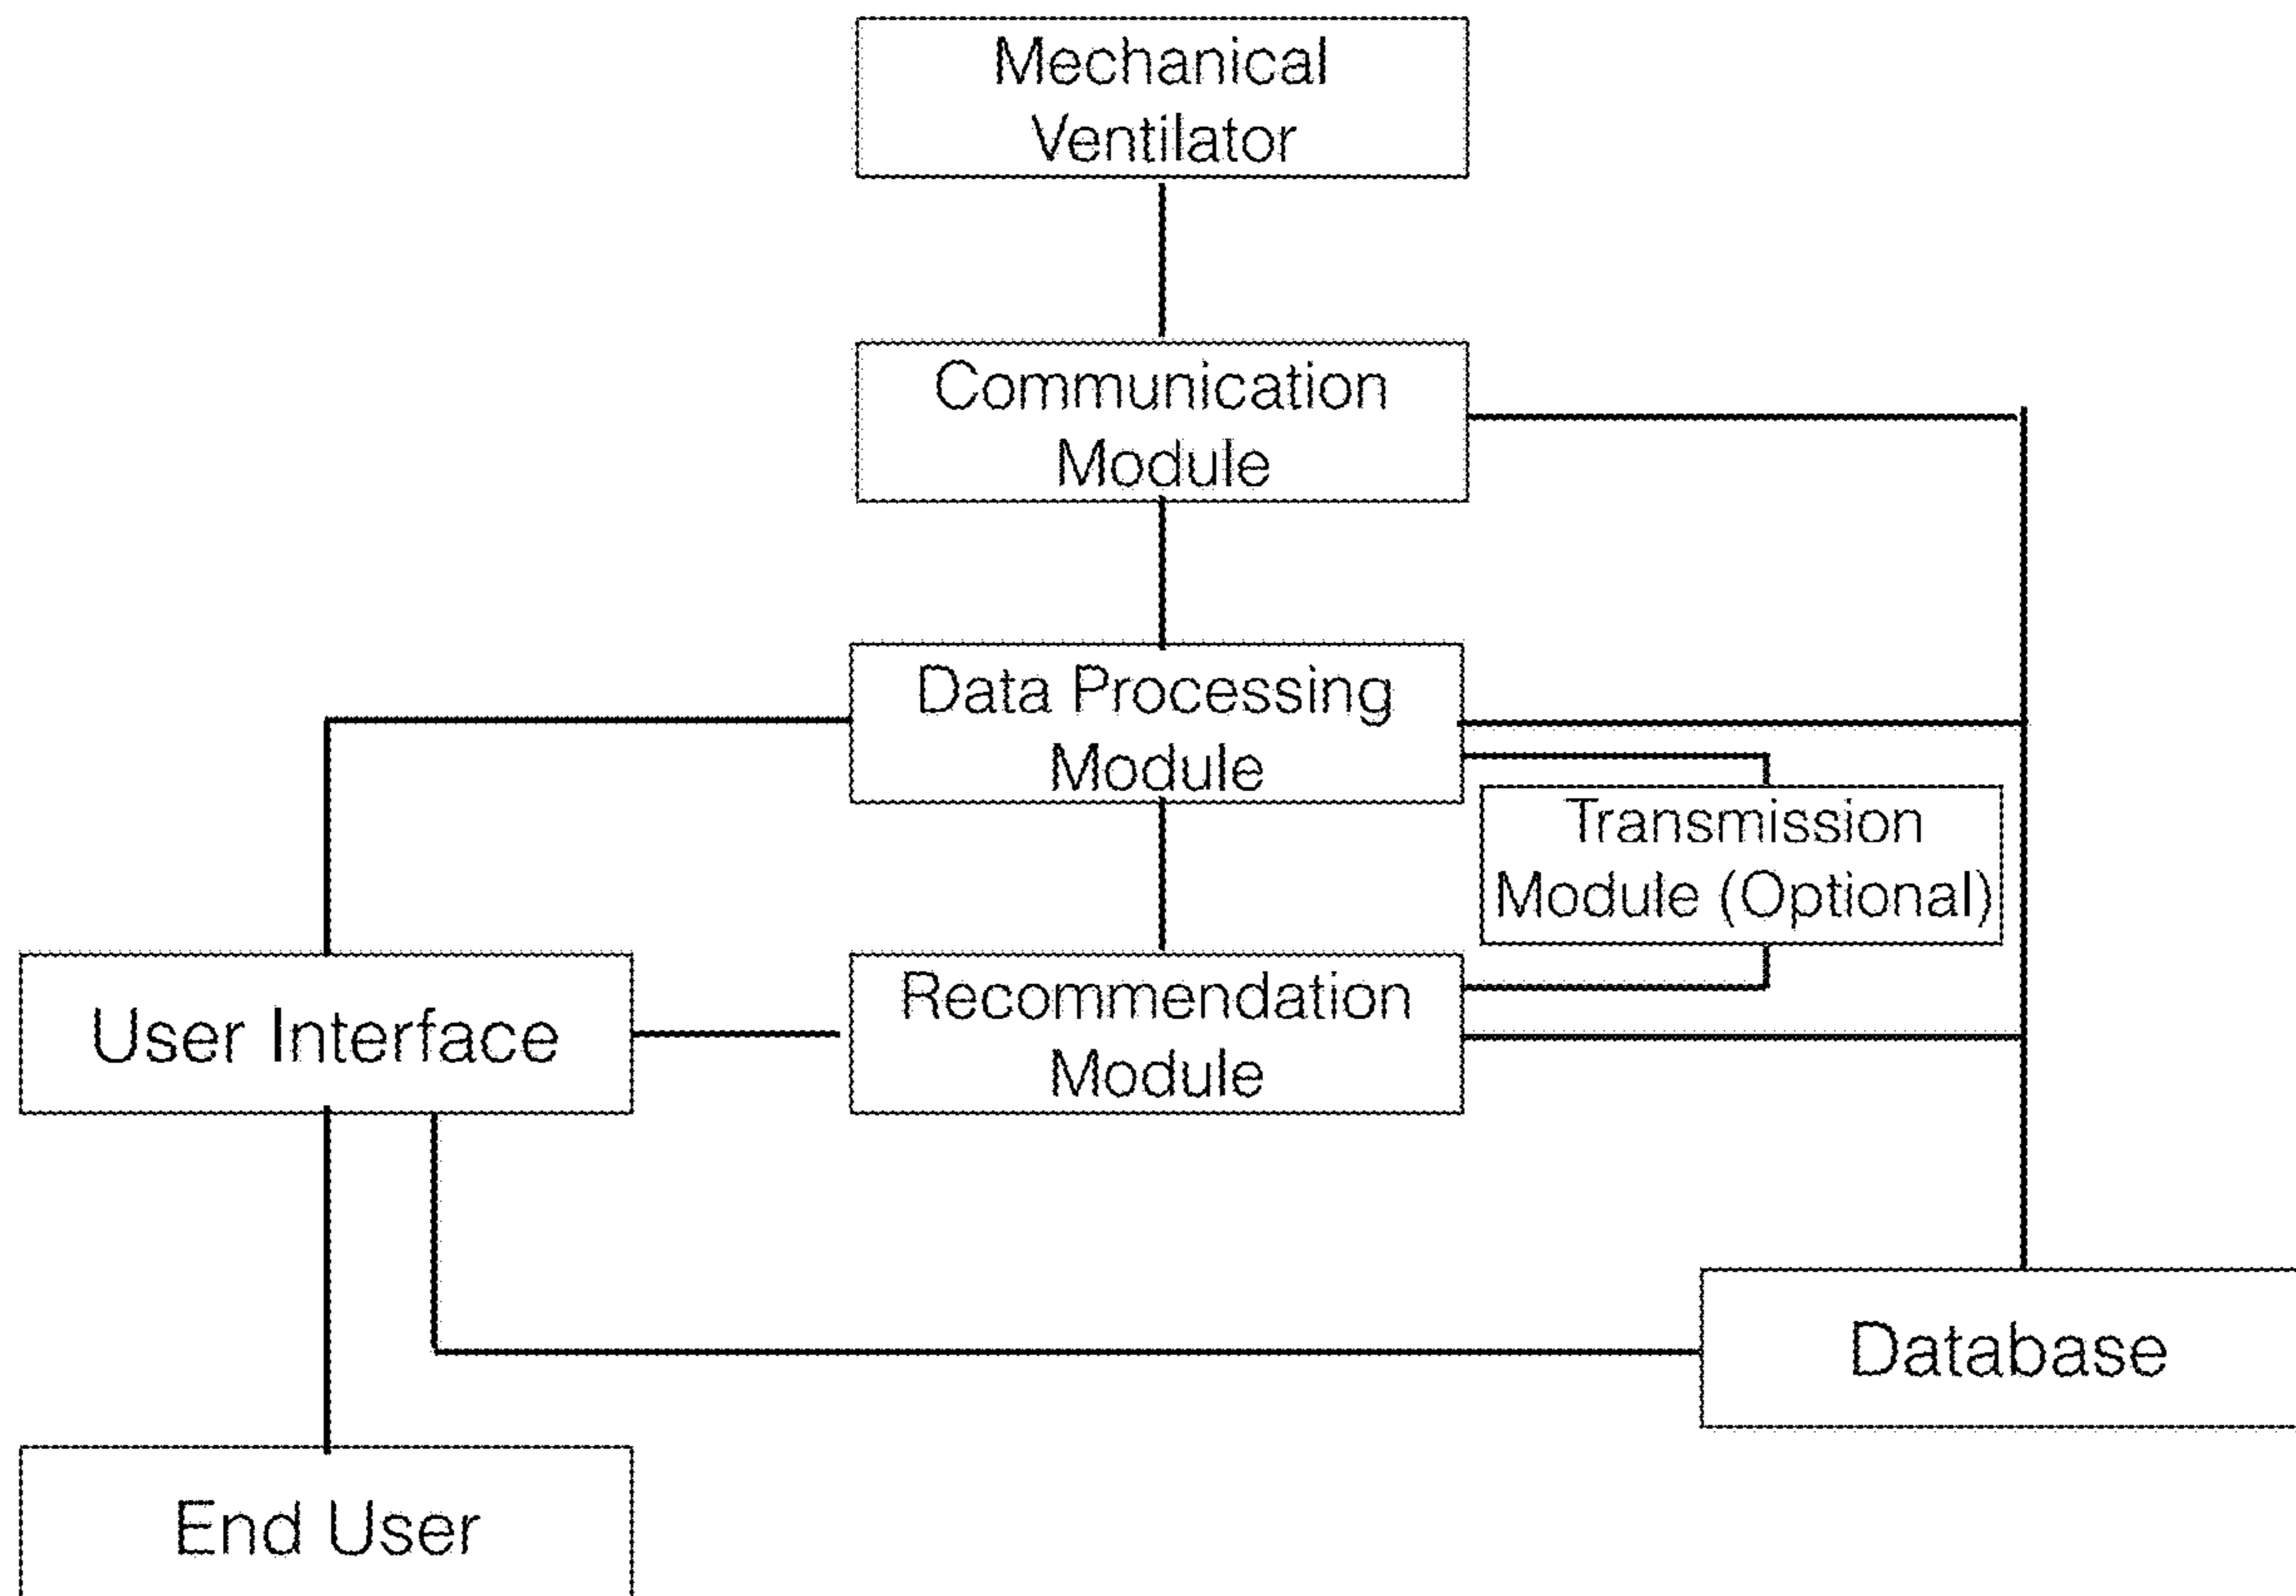 Mechanical
Ventilator
Communication
Module
Data Processing
Module
Transmission
Module (Optional)
User Interface
Recommendation
Module
Database
End User